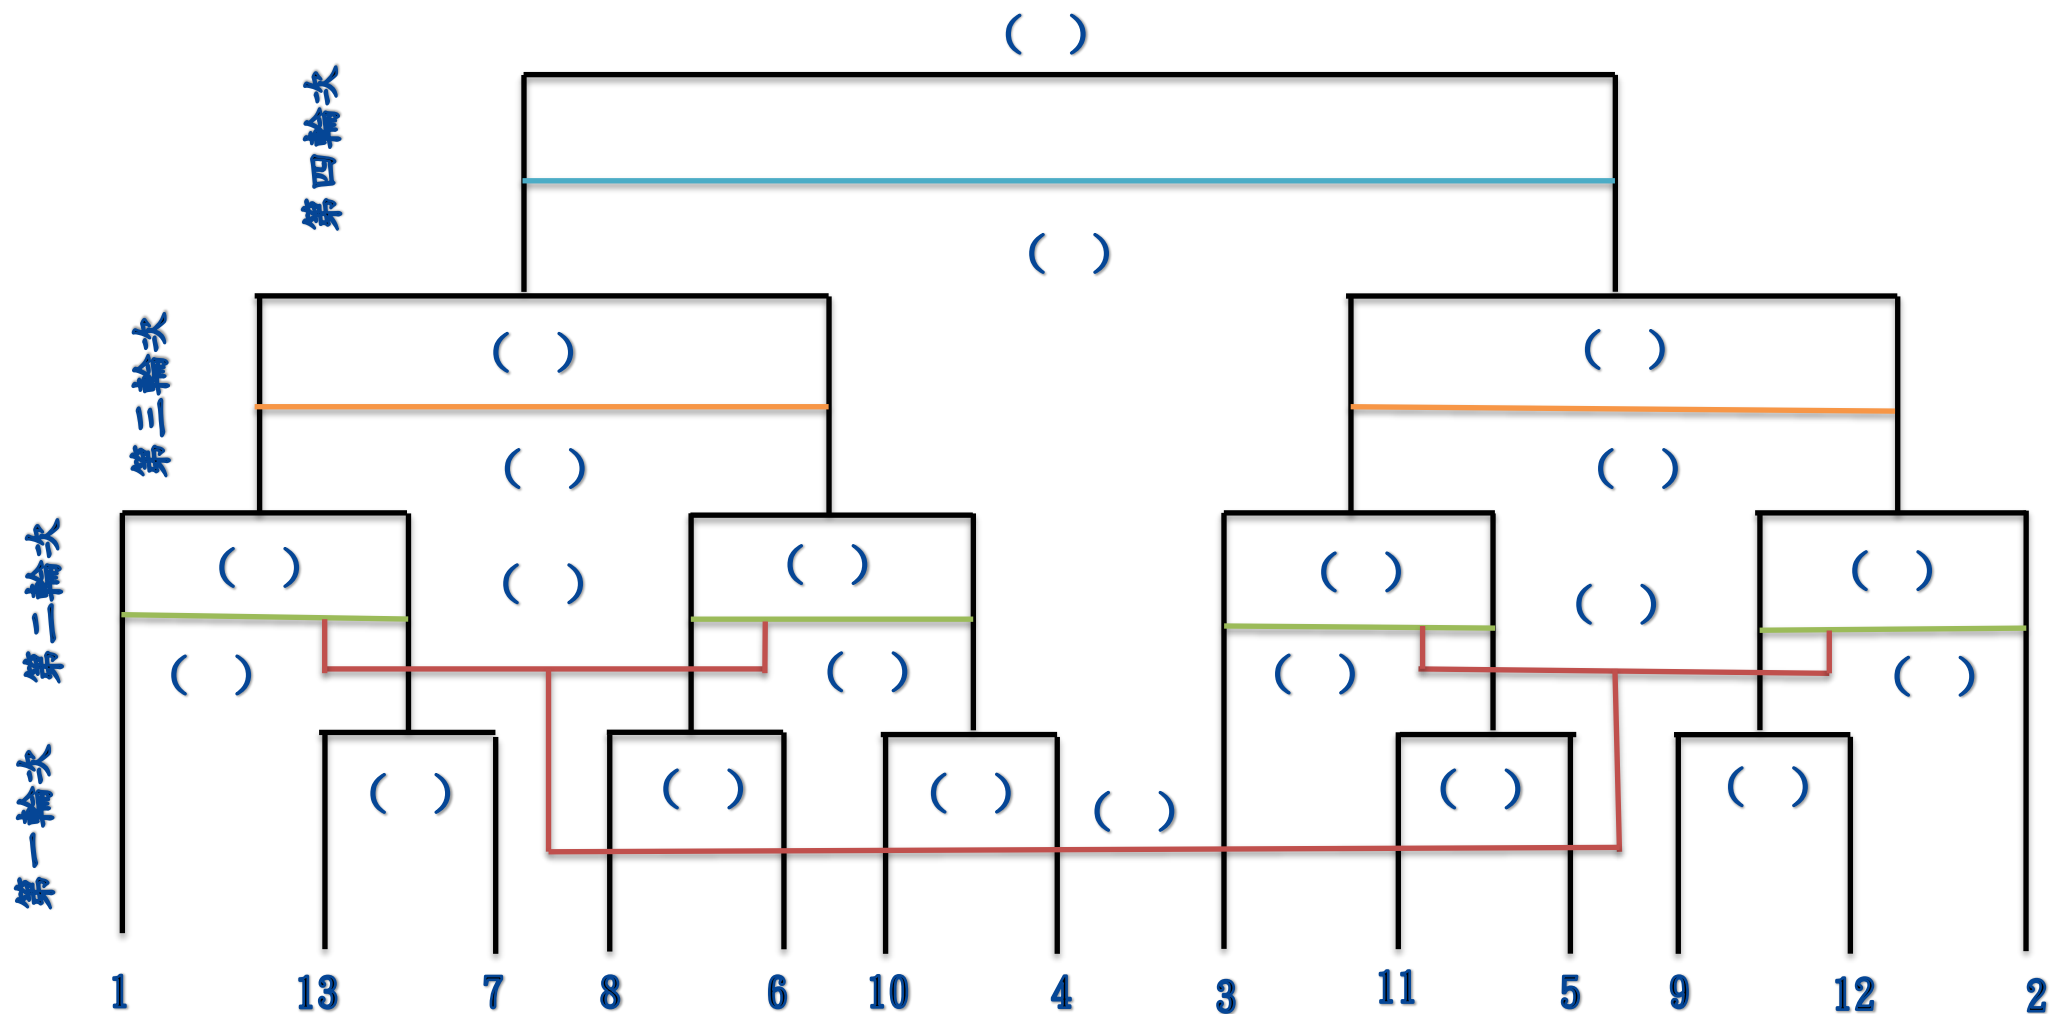 (　)
第四輪次
(　)
第三輪次
(　) (　)
(　) (　)
第二輪次
(　) (　) (　) (　) (　) (　)
(　) (　) (　) (　)
第一輪次
(　) (　) (　) (　) (　) (　)
1 13 7 8 6 10 4 3 11 5 9 12 2